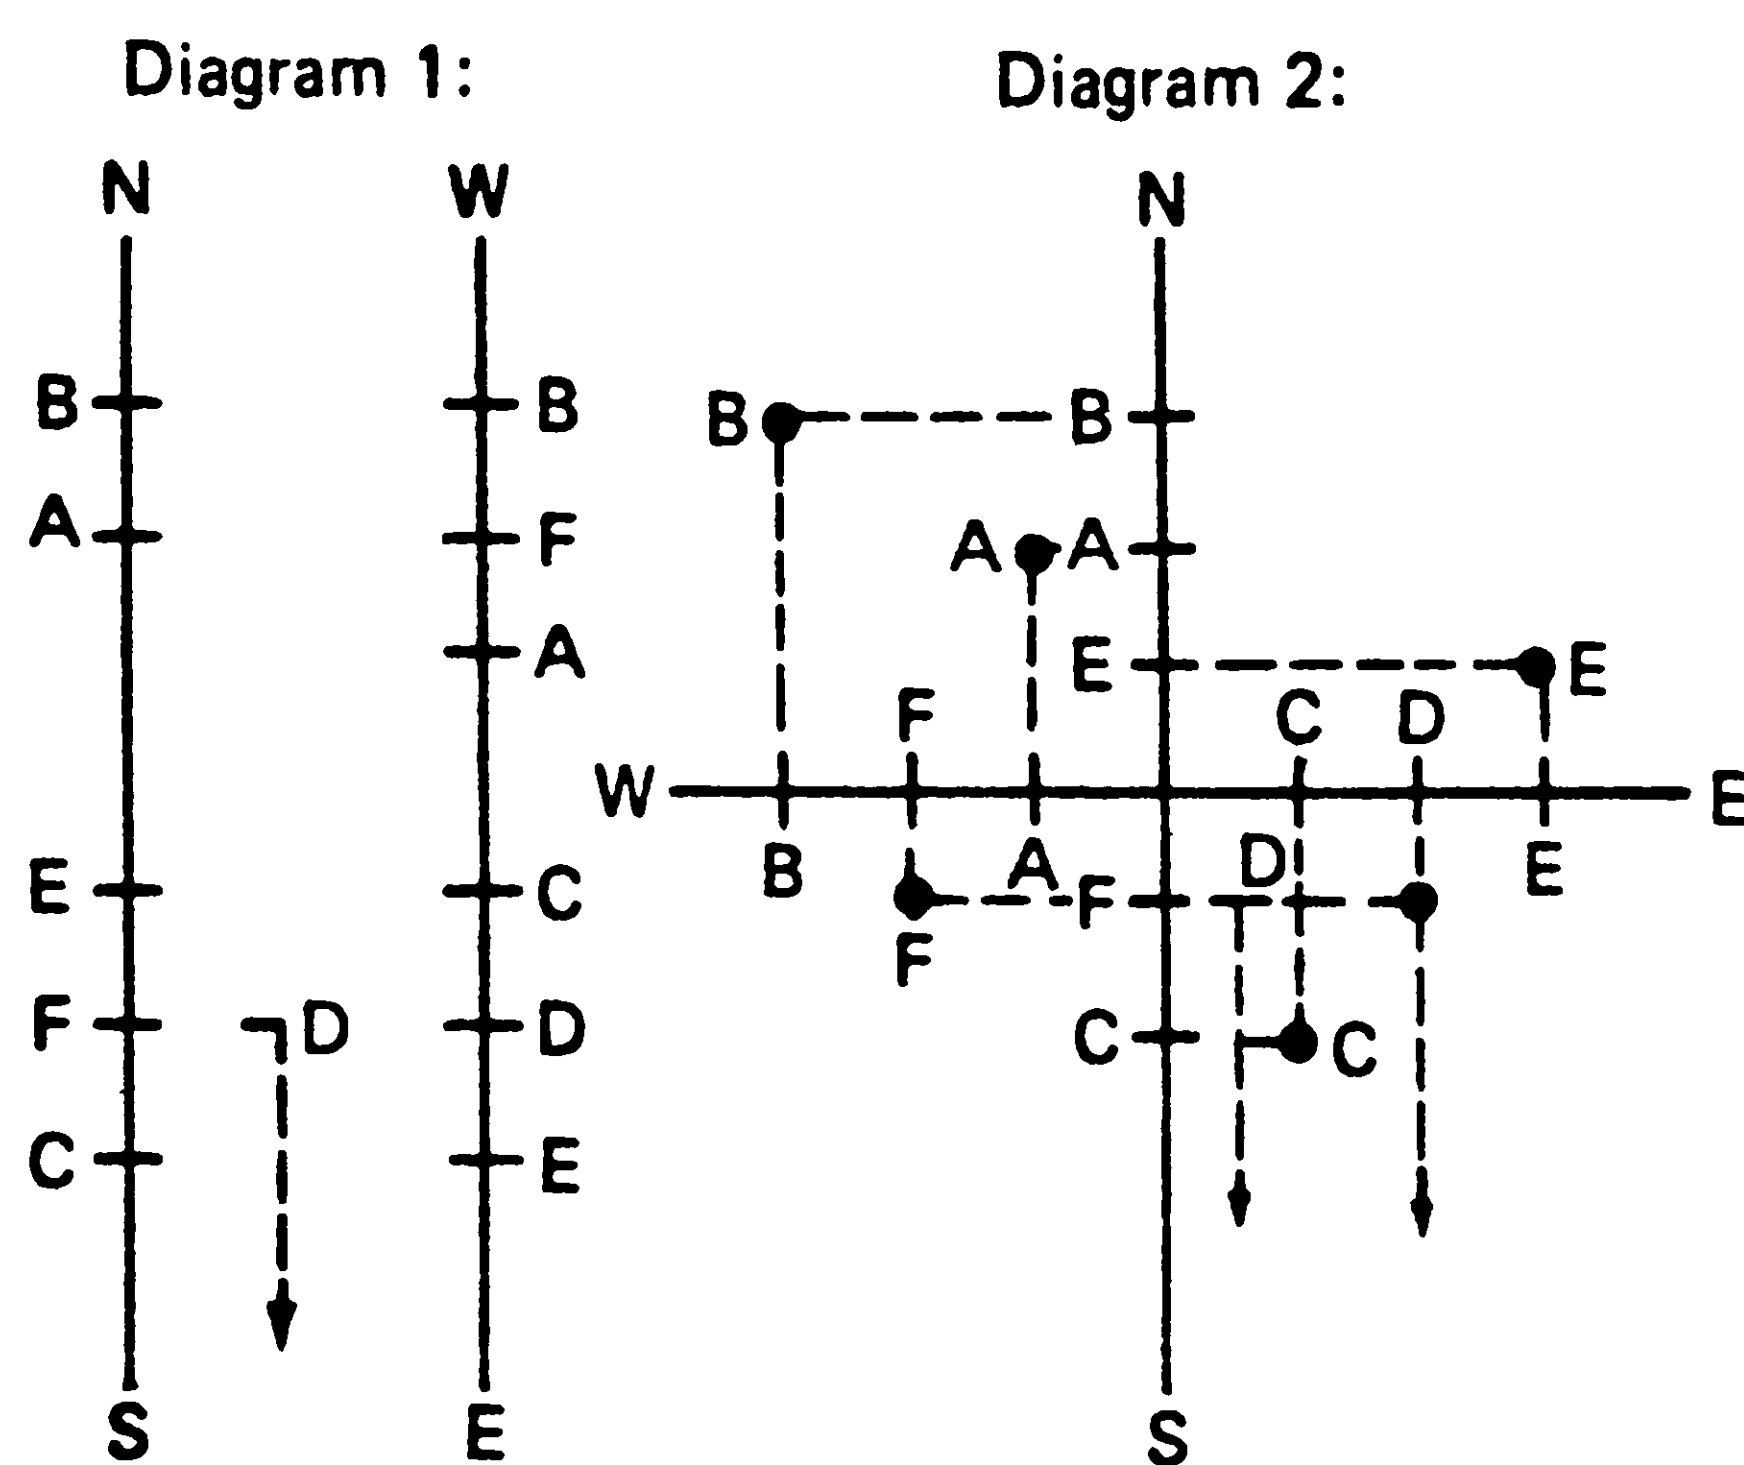 Diagram 1: Diagram 2:
N W N
B B B B
A F A A
A E E
F C D
W E
B A E
E C D
F F
F D D C C
C E
S E S